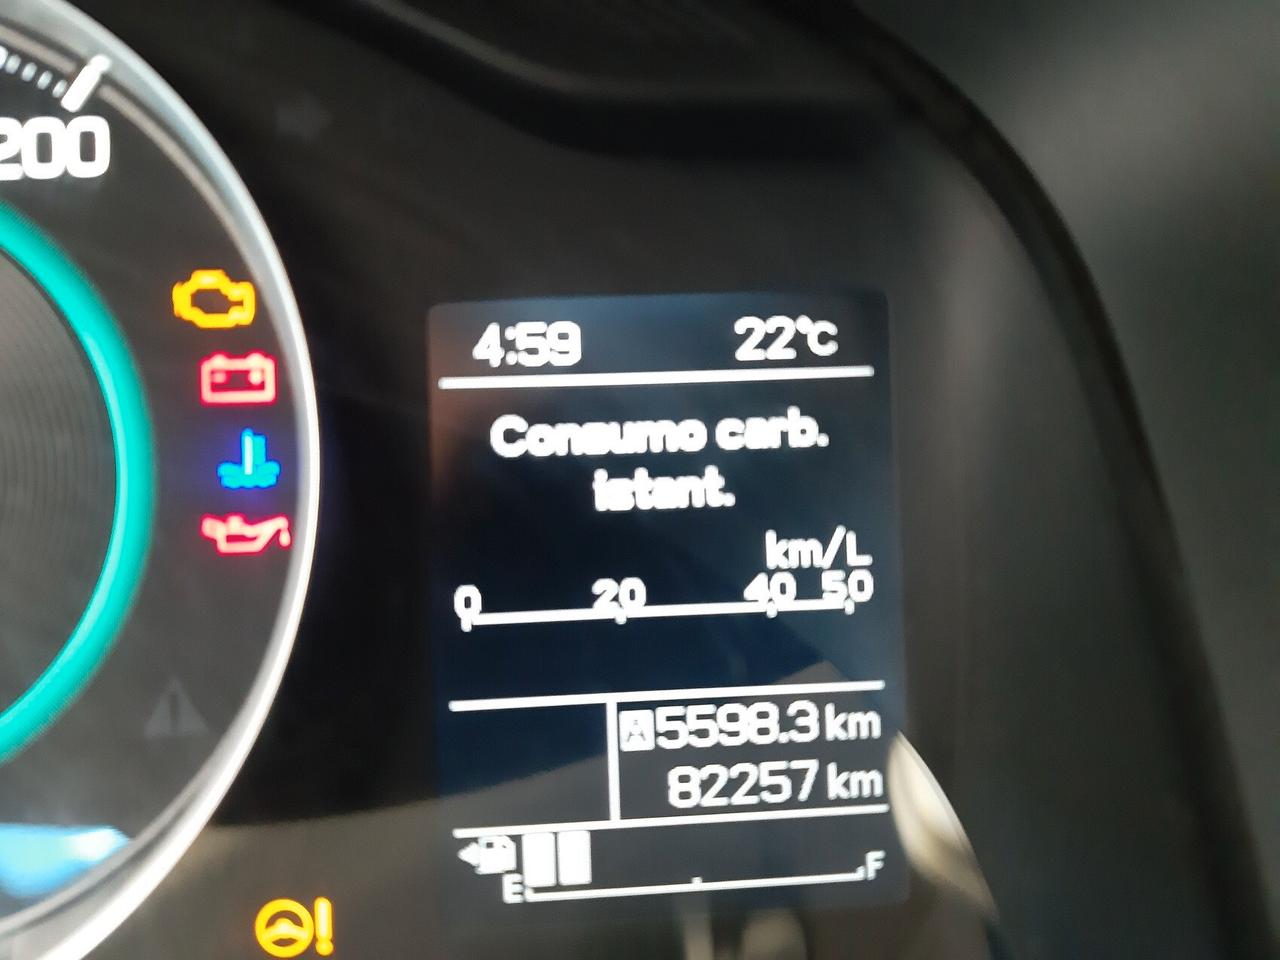 200
4:59 22°C
Consumo carb.
istant.
km/L
0 20 40 50
A 5598.3 km
82257 km
E F